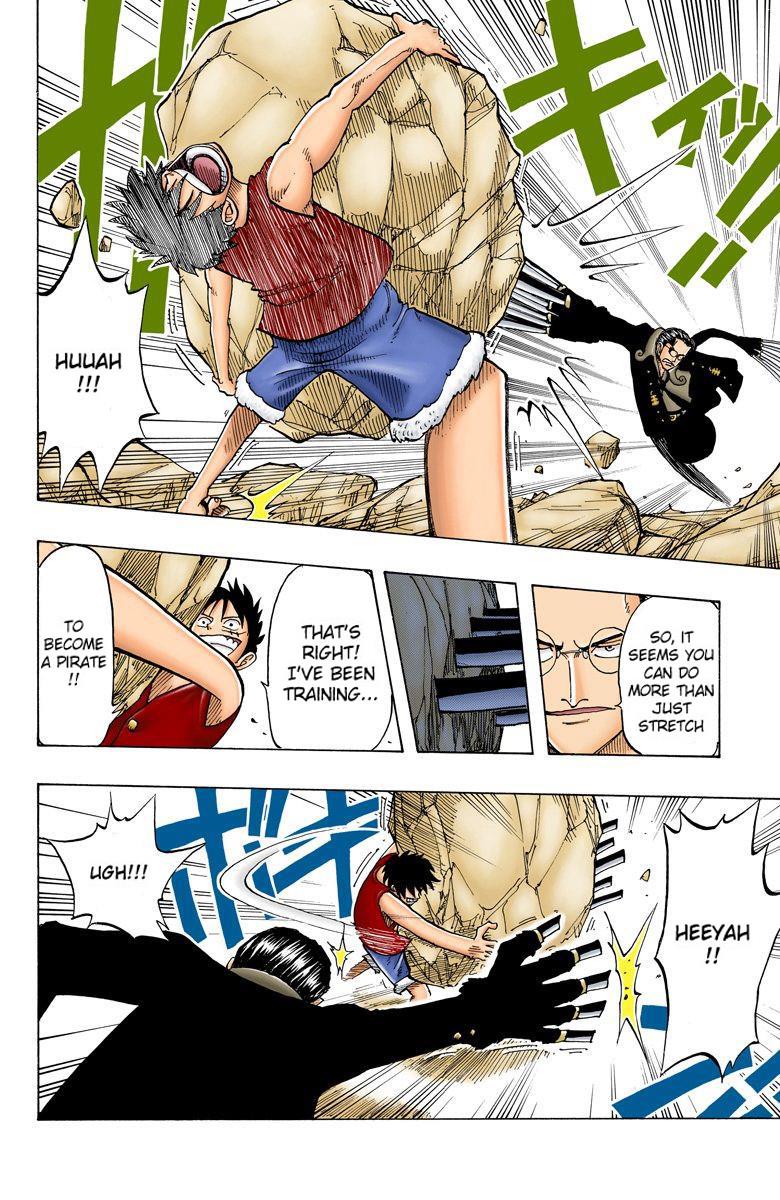 HUUAH
!!!
SO, IT
SEEMS YOU
CAN DO
MORE THAN
JUST
STRETCH
THAT'S
RIGHT!
I'VE BEEN
TRAINING...
TO
BECOME
A PIRATE
!!
HEEYAH
!!
UGH!!!